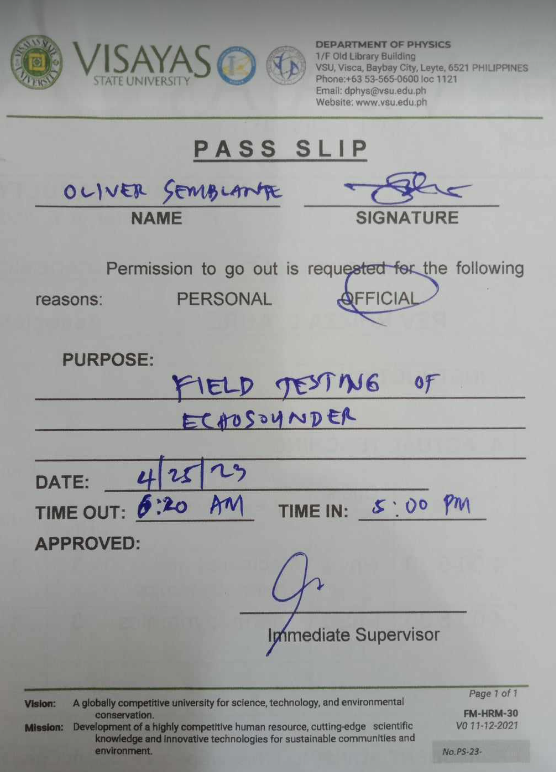 VISAYAS
STATE UNIVERSITY
DEPARTMENT OF PHYSICS
1/F Old Library Building
VSU, Visca, Baybay City, Leyte, 6521 PHILIPPINES
Phone:+63 53-565-0600 loc 1121
Email: dphys@vsu.edu.ph
Website: www.vsu.edu.ph
PASS SLIP
OLIVER SEMBLANTE
NAME SIGNATURE
Permission to go out is requested for the following
reasons: PERSONAL OFFICIAL
PURPOSE:
FIELD TESTING OF
ECHOSOUNDER
DATE: 4/25/23
TIME OUT: 6:20 AM TIME IN: 5:00 PM
APPROVED:
Immediate Supervisor
Page 1 of 1
Vision: A globally competitive university for science, technology, and environmental
conservation.
FM-HRM-30
Mission: Development of a highly competitive human resource, cutting-edge scientific
V0 11-12-2021
knowledge and innovative technologies for sustainable communities and
environment.
No.PS-23-